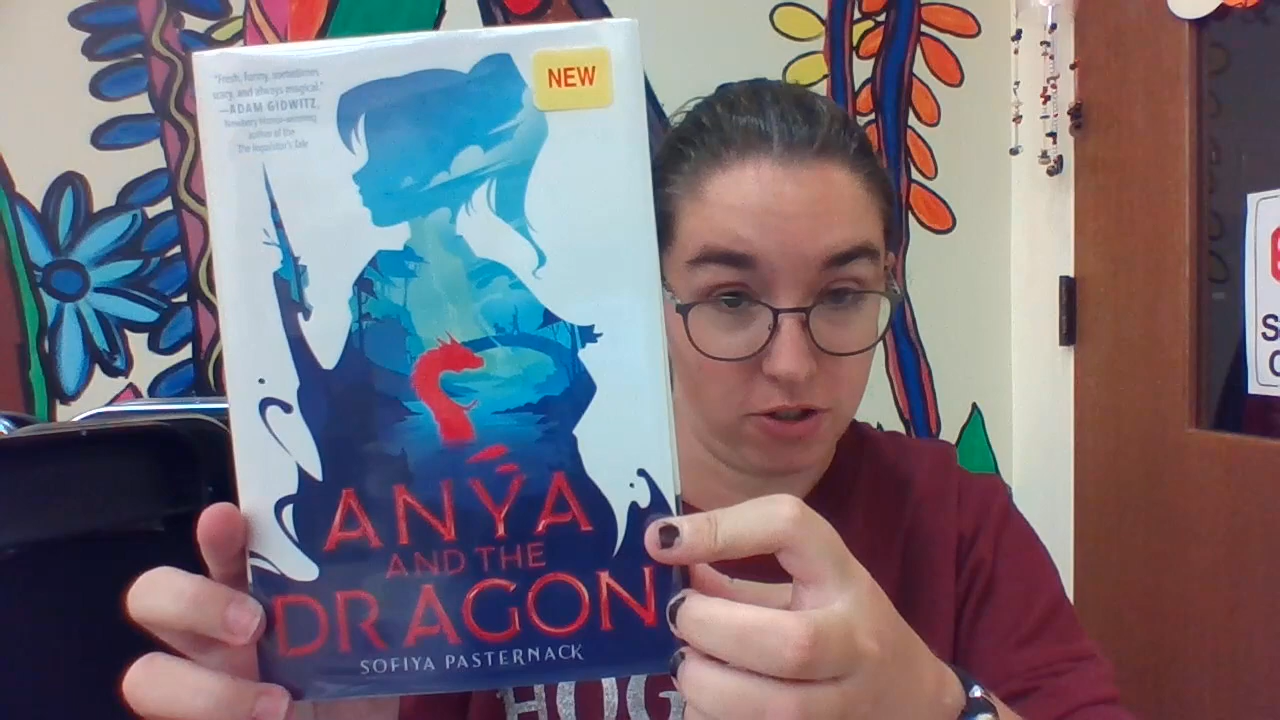 "Fresh, funny, sometimes
scary, and always magical."
—ADAM GIDWITZ,
Newbery Honor-winning
author of the
The Inquisitor's Tale
NEW
ANYA
AND THE
DRAGON
SOFIYA PASTERNACK
HOG
S